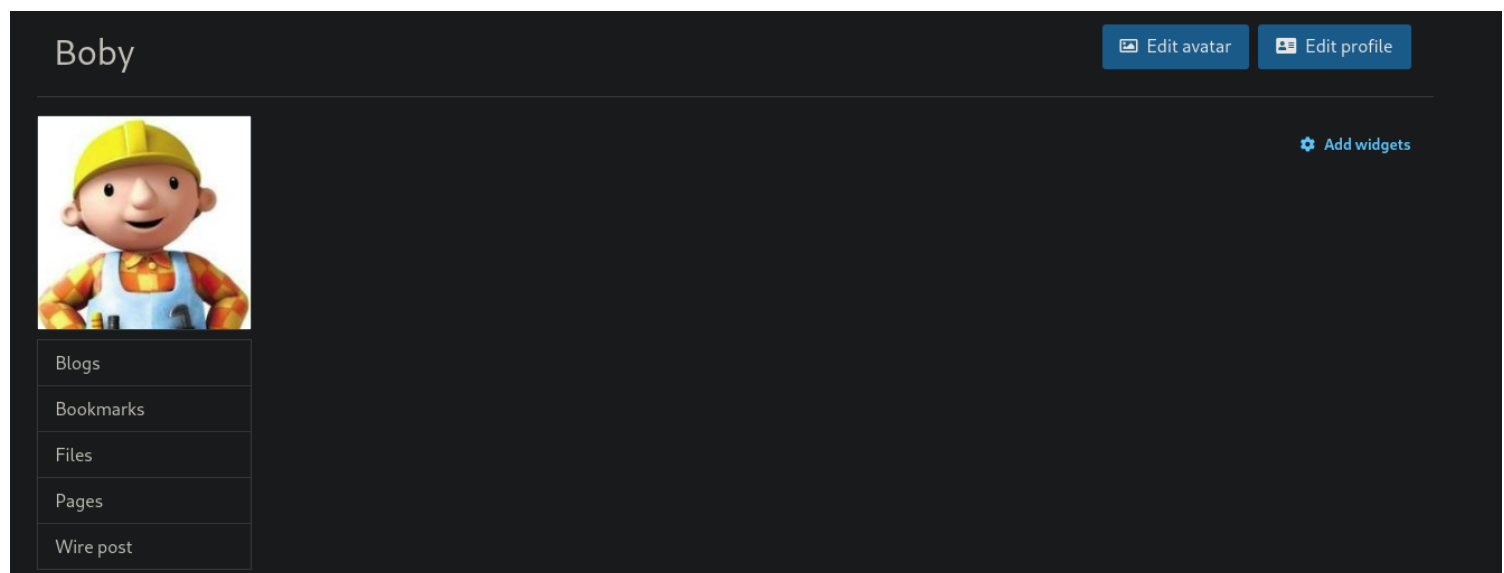 Boby
Edit avatar
Edit profile
Add widgets
Blogs
Bookmarks
Files
Pages
Wire post